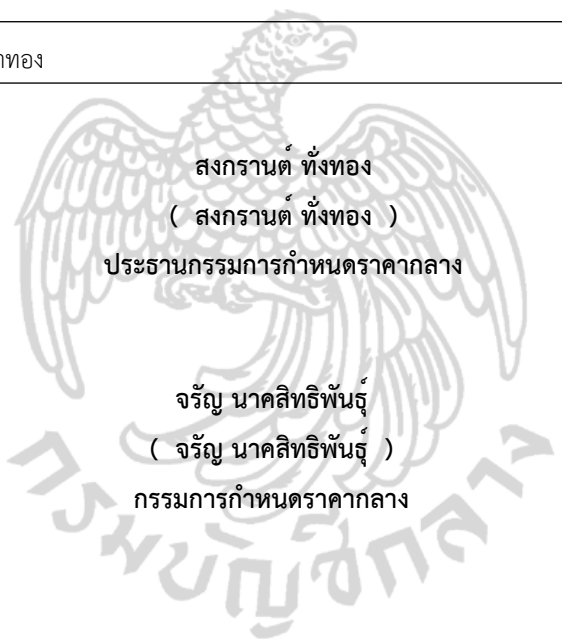 สงกรานต์ ทั่งทอง
( สงกรานต์ ทั่งทอง )
ประธานกรรมการกำหนดราคากลาง
จรัญ นาคสิทธิพันธุ์
( จรัญ นาคสิทธิพันธุ์ )
กรรมการกำหนดราคากลาง
กรมบัญชีกลาง